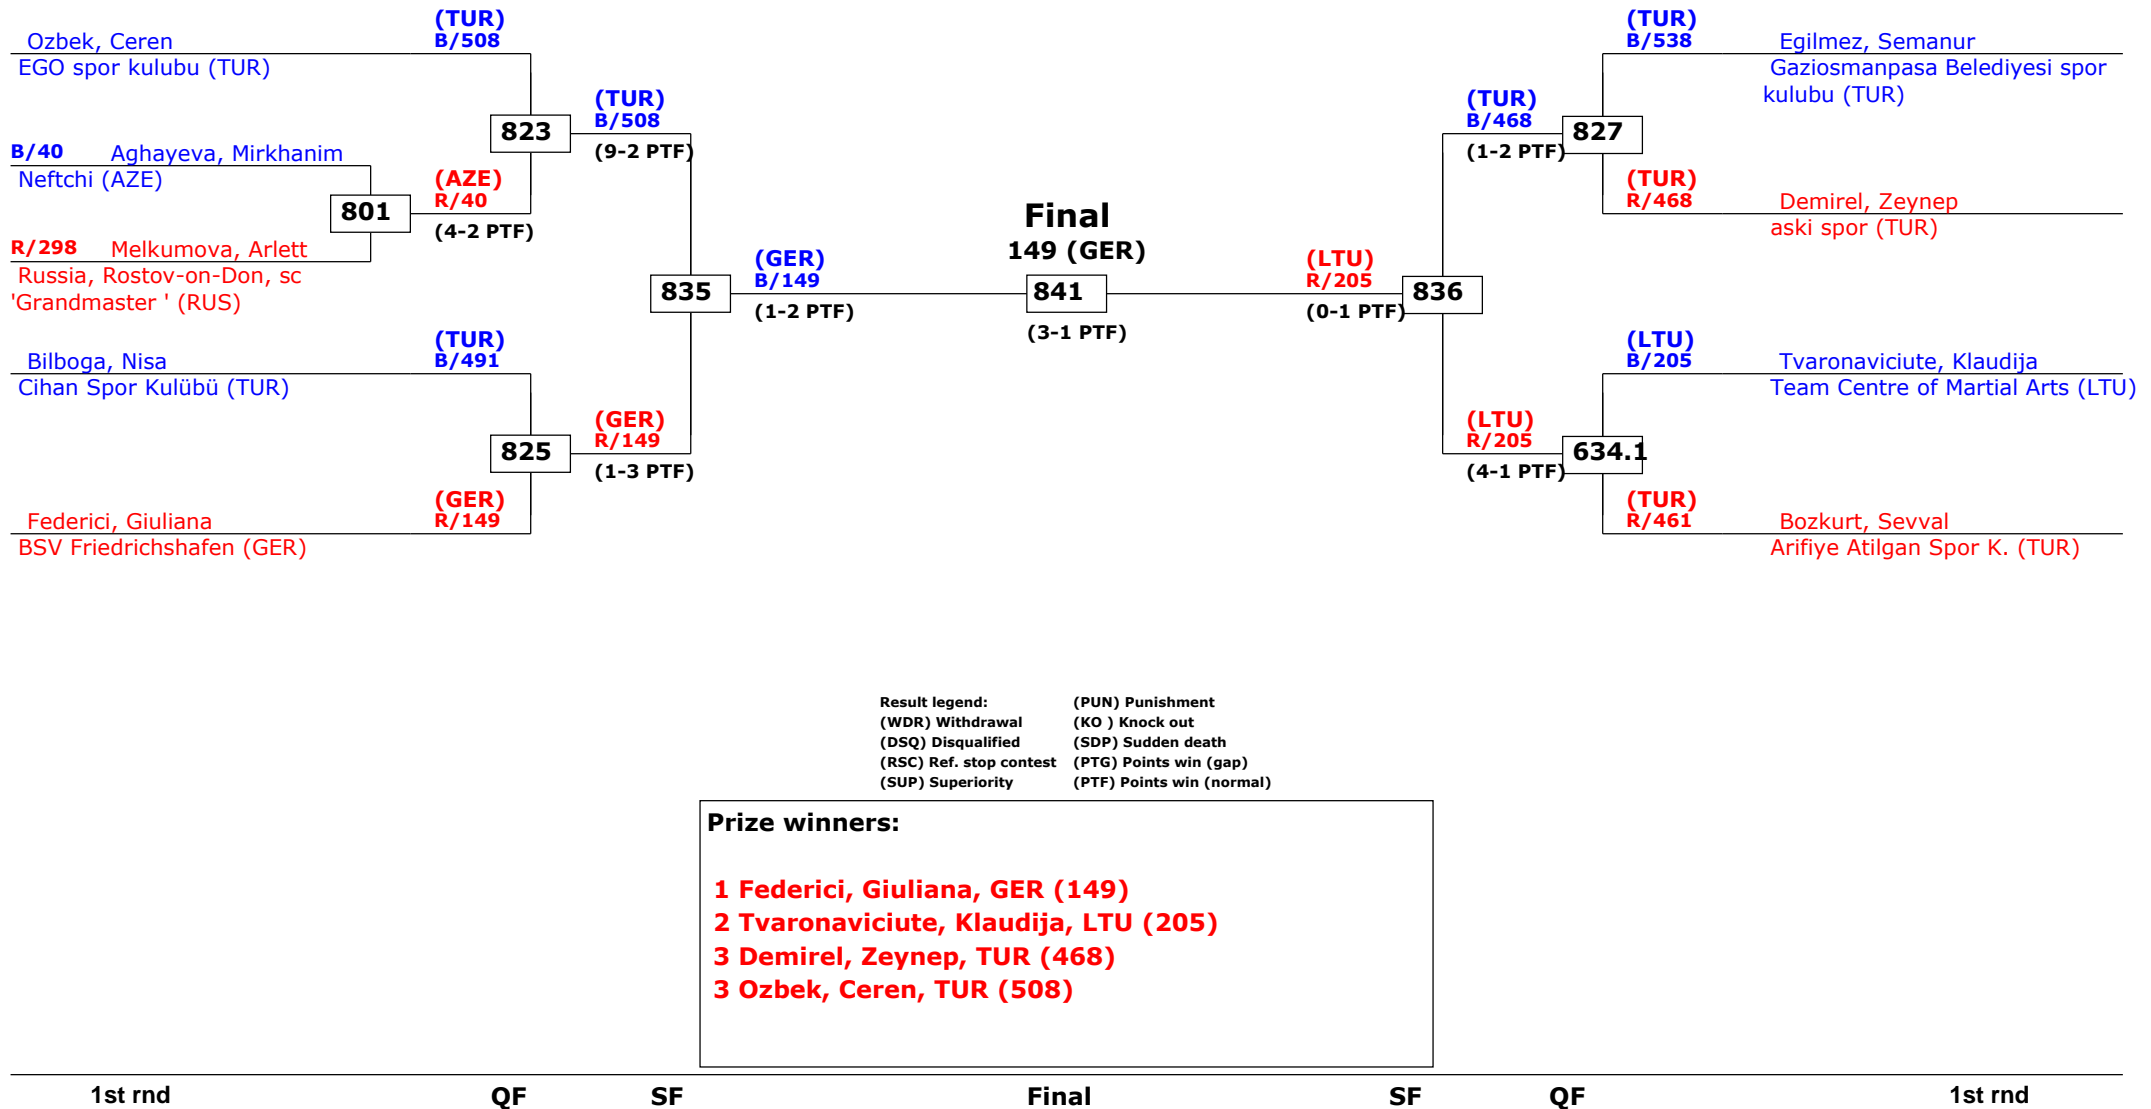 (TUR)
B/508
Ozbek, Ceren
EGO spor kulubu (TUR)
823
(TUR)
B/508
(9-2 PTF)
B/40 Aghayeva, Mirkhanim
Neftchi (AZE)
801
(AZE)
R/40
(4-2 PTF)
R/298 Melkumova, Arlett
Russia, Rostov-on-Don, sc
'Grandmaster ' (RUS)
835
(GER)
B/149
(1-2 PTF)
(TUR)
B/491
Bilboga, Nisa
Cihan Spor Kulübü (TUR)
825
(GER)
R/149
(1-3 PTF)
(GER)
R/149
Federici, Giuliana
BSV Friedrichshafen (GER)
Final
149 (GER)
841
(3-1 PTF)
(TUR)
B/538
Egilmez, Semanur
Gaziosmanpasa Belediyesi spor
kulubu (TUR)
(TUR)
B/468
(1-2 PTF)
827
(TUR)
R/468
Demirel, Zeynep
aski spor (TUR)
(LTU)
R/205
(0-1 PTF)
836
(LTU)
B/205
Tvaronaviciute, Klaudija
Team Centre of Martial Arts (LTU)
(LTU)
R/205
(4-1 PTF)
634.1
(TUR)
R/461
Bozkurt, Sevval
Arifiye Atilgan Spor K. (TUR)
Result legend: (PUN) Punishment
(WDR) Withdrawal (KO ) Knock out
(DSQ) Disqualified (SDP) Sudden death
(RSC) Ref. stop contest (PTG) Points win (gap)
(SUP) Superiority (PTF) Points win (normal)
Prize winners:
1 Federici, Giuliana, GER (149)
2 Tvaronaviciute, Klaudija, LTU (205)
3 Demirel, Zeynep, TUR (468)
3 Ozbek, Ceren, TUR (508)
1st rnd QF SF Final SF QF 1st rnd